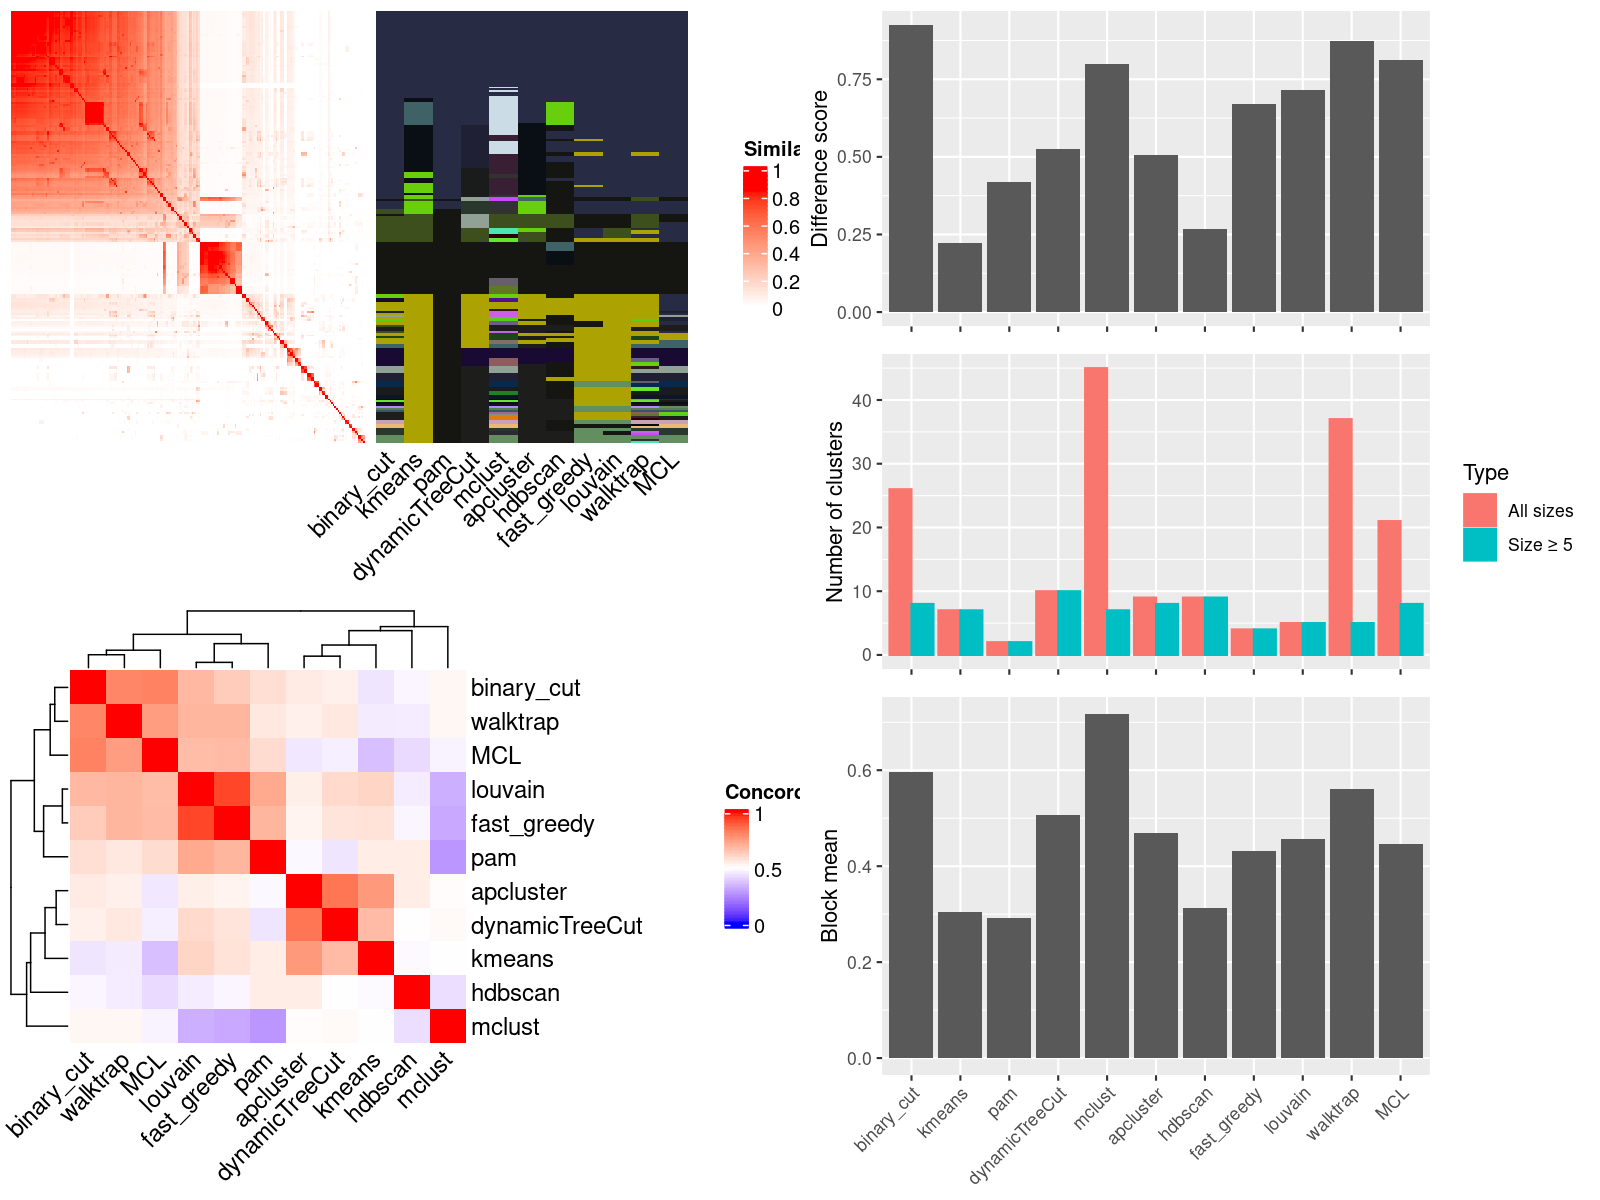 Simila
1
0.8
0.6
0.4
0.2
0
binary_cut
kmeans
pam
dynamicTreeCut
mclust
apcluster
hdbscan
fast_greedy
louvain
walktrap
MCL
Difference score
0.75
0.50
0.25
0.00
Number of clusters
40
30
20
10
0
Type
All sizes
Size ≥ 5
binary_cut
walktrap
MCL
louvain
fast_greedy
pam
apcluster
dynamicTreeCut
kmeans
hdbscan
mclust
binary_cut
walktrap
MCL
louvain
fast_greedy
pam
apcluster
dynamicTreeCut
kmeans
hdbscan
mclust
Concord
1
0.5
0
Block mean
0.6
0.4
0.2
0.0
binary_cut
kmeans
pam
dynamicTreeCut
mclust
apcluster
hdbscan
fast_greedy
louvain
walktrap
MCL